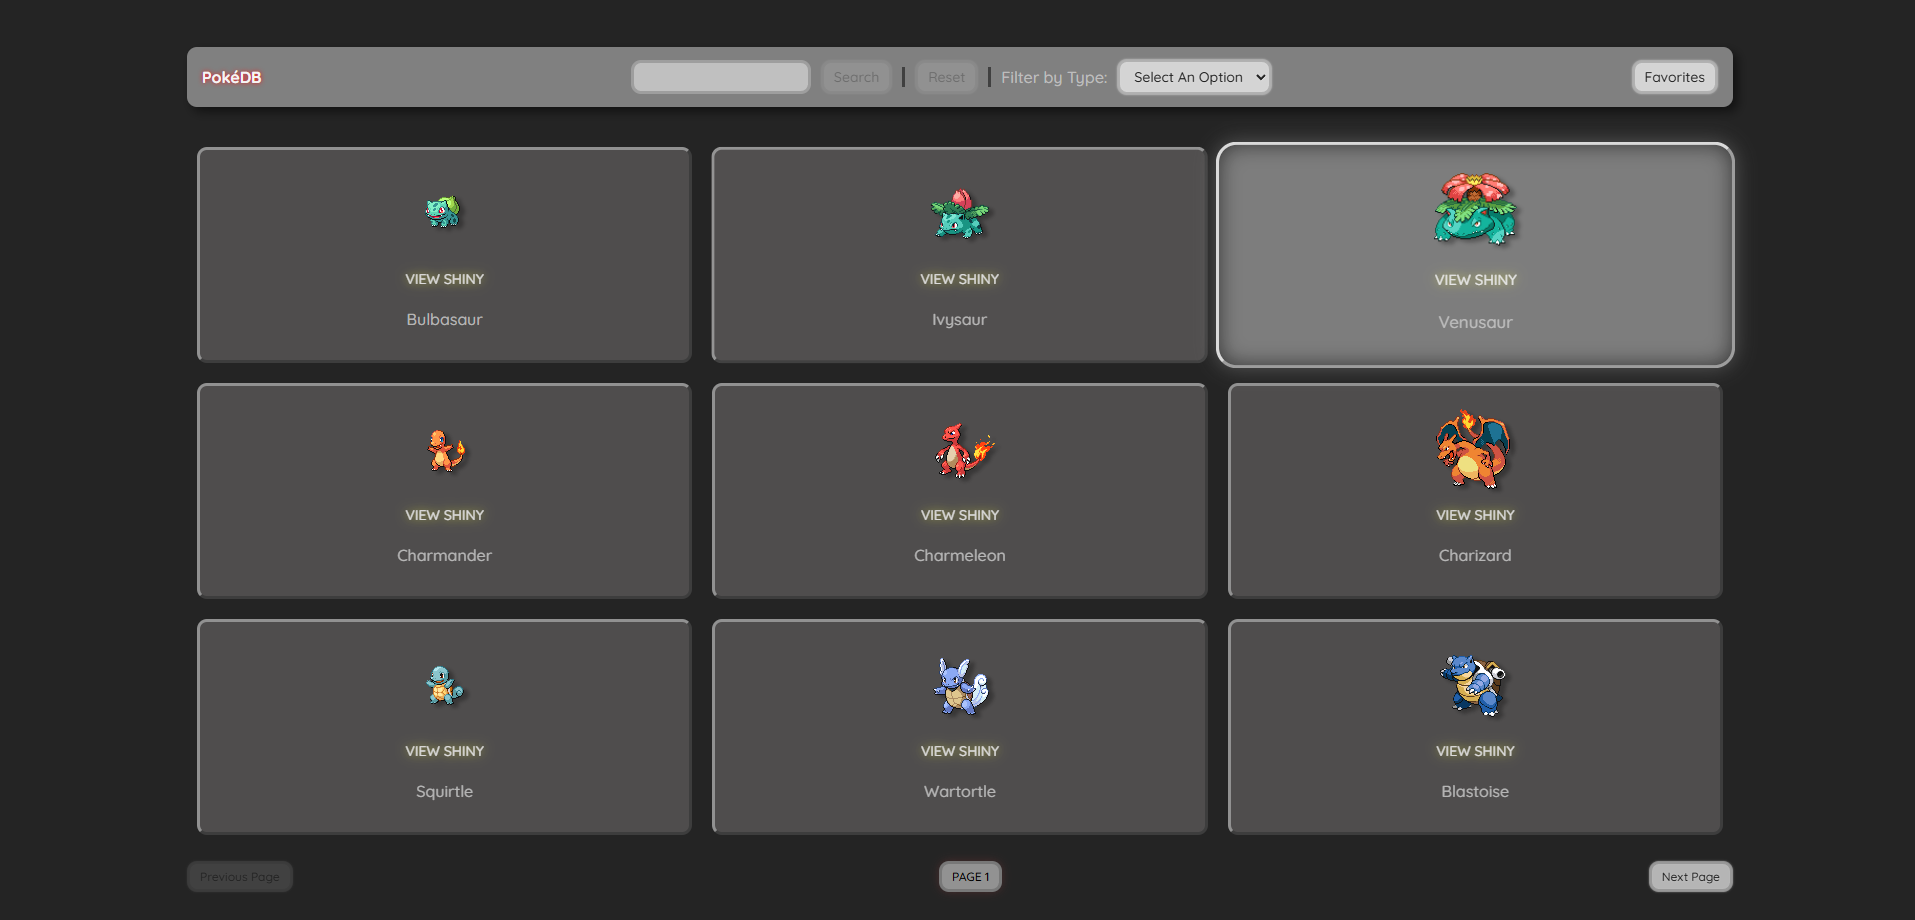 PokéDB
Search
Reset
Filter by Type:
Select An Option
Favorites
VIEW SHINY
Bulbasaur
VIEW SHINY
Ivysaur
VIEW SHINY
Venusaur
VIEW SHINY
Charmander
VIEW SHINY
Charmeleon
VIEW SHINY
Charizard
VIEW SHINY
Squirtle
VIEW SHINY
Wartortle
VIEW SHINY
Blastoise
Previous Page
PAGE 1
Next Page